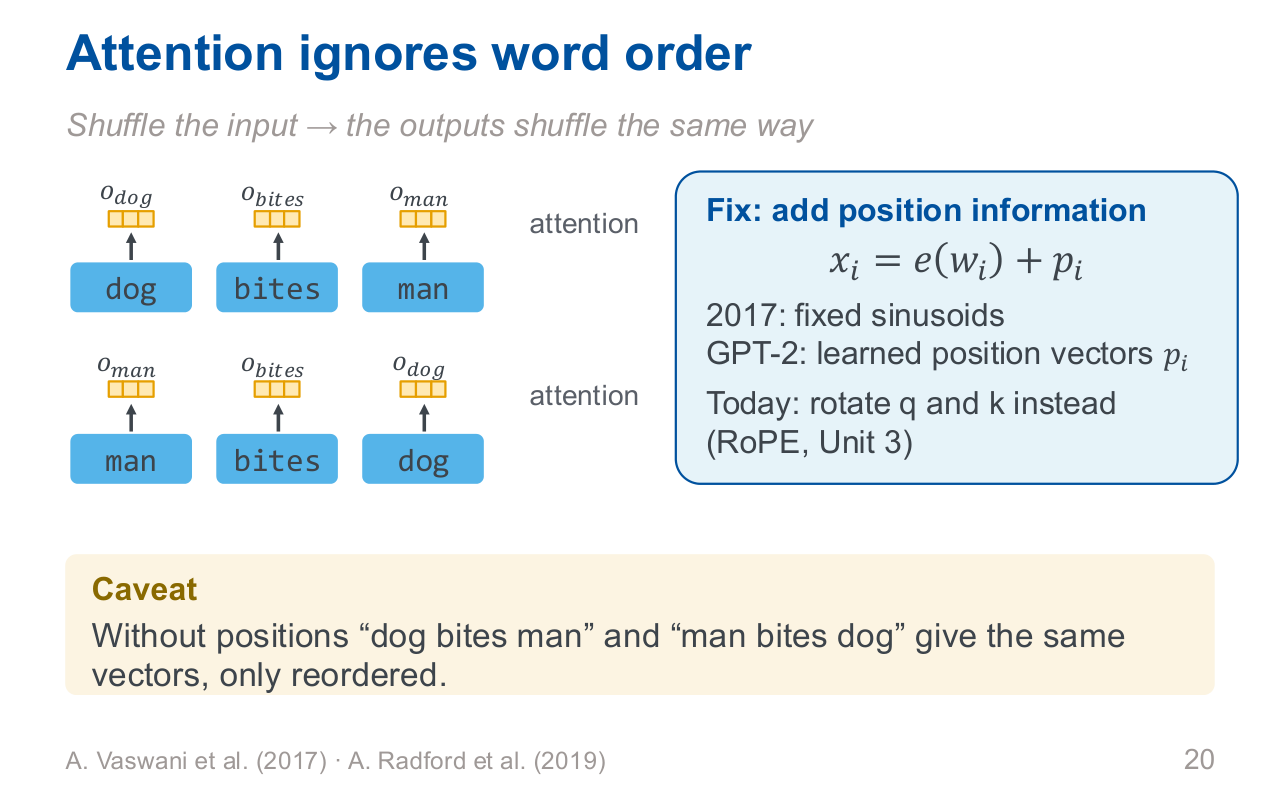 Attention ignores word order
Shuffle the input → the outputs shuffle the same way
o_dog o_bites o_man
attention
dog bites man
o_man o_bites o_dog
attention
man bites dog
Fix: add position information
x_i = e(w_i) + p_i
2017: fixed sinusoids
GPT-2: learned position vectors p_i
Today: rotate q and k instead
(RoPE, Unit 3)
Caveat
Without positions “dog bites man” and “man bites dog” give the same
vectors, only reordered.
A. Vaswani et al. (2017) · A. Radford et al. (2019)
20